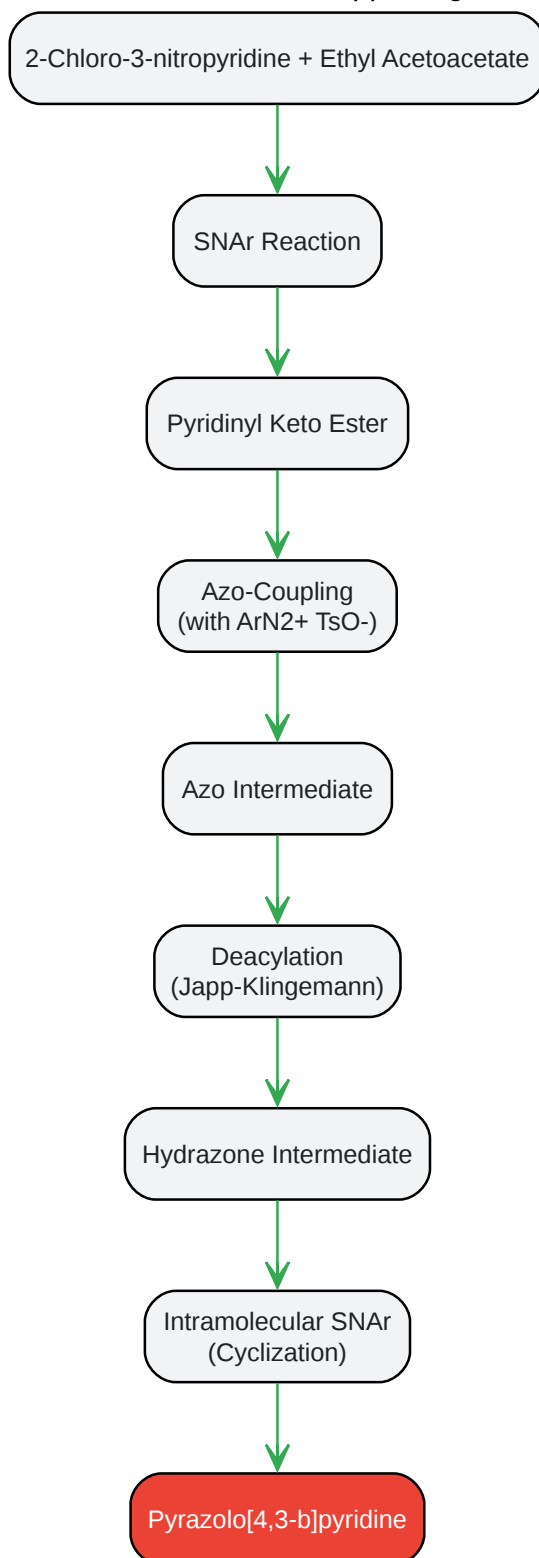 2-Chloro-3-nitropyridine + Ethyl Acetoacetate
SNAr Reaction
Pyridinyl Keto Ester
Azo-Coupling
(with ArN2+ TsO-)
Azo Intermediate
Deacylation
(Japp-Klingemann)
Hydrazone Intermediate
Intramolecular SNAr
(Cyclization)
Pyrazolo[4,3-b]pyridine